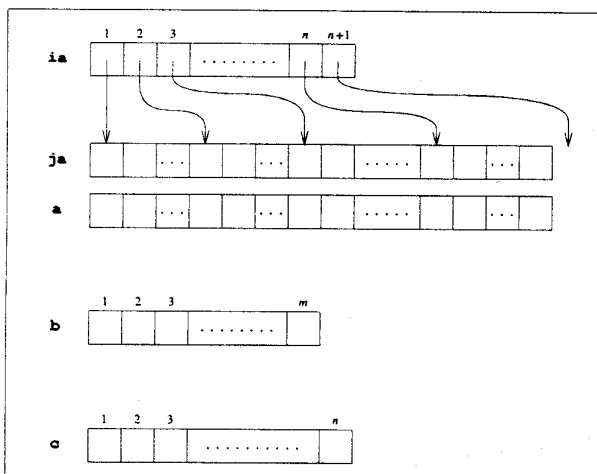 1 2 3 n n+1
ia ........
ja ... ... ..... ...
a ... ... ..... ...
1 2 3 m
b ........
1 2 3 n
c ..........